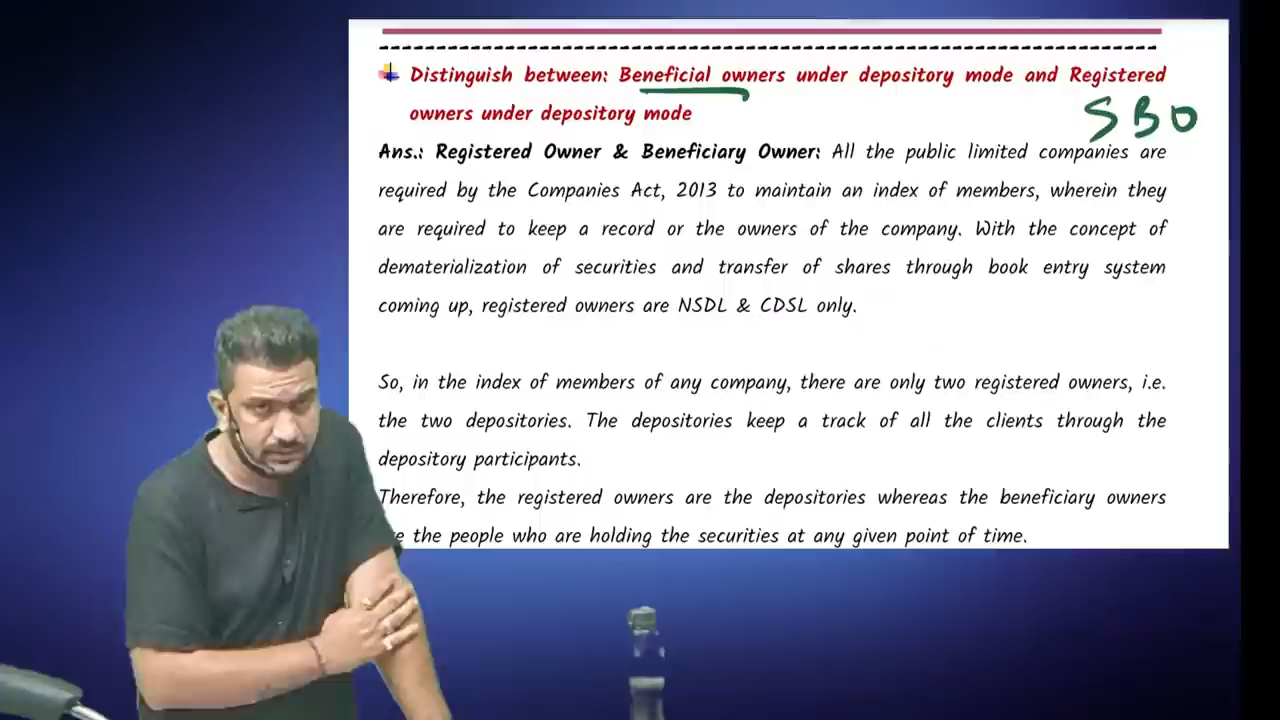 Distinguish between: Beneficial owners under depository mode and Registered
owners under depository mode
SBO
Ans.: Registered Owner & Beneficiary Owner: All the public limited companies are
required by the Companies Act, 2013 to maintain an index of members, wherein they
are required to keep a record or the owners of the company. With the concept of
dematerialization of securities and transfer of shares through book entry system
coming up, registered owners are NSDL & CDSL only.
So, in the index of members of any company, there are only two registered owners, i.e.
the two depositories. The depositories keep a track of all the clients through the
depository participants.
Therefore, the registered owners are the depositories whereas the beneficiary owners
the people who are holding the securities at any given point of time.